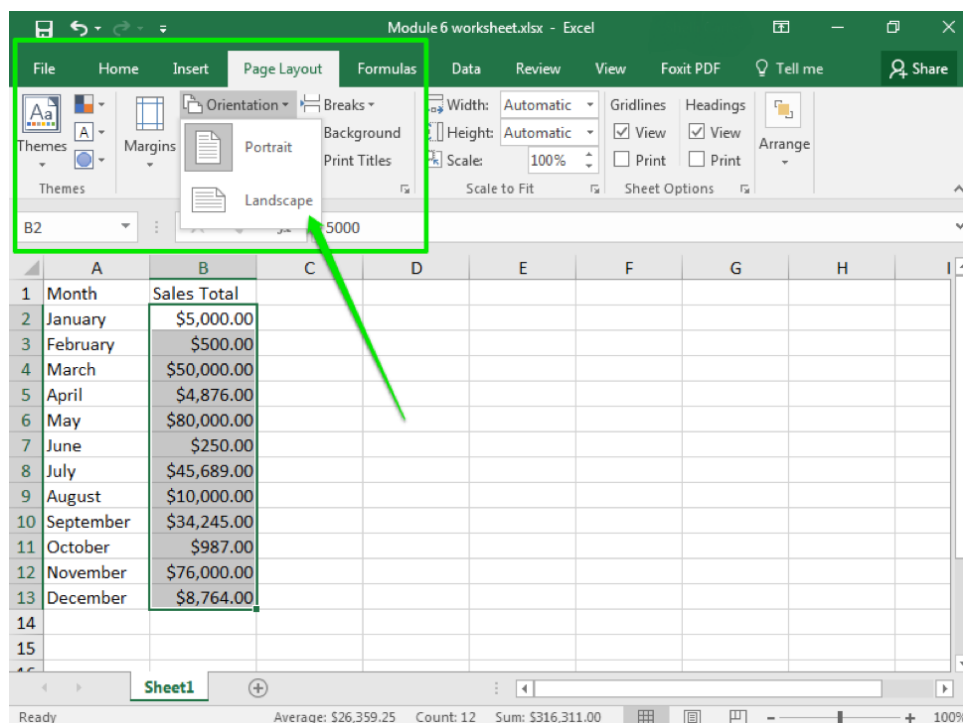 Module 6 worksheet.xlsx - Excel
File Home Insert Page Layout Formulas Data Review View Foxit PDF Tell me Share
Aa Orientation Breaks Width: Automatic Gridlines Headings
A Background Height: Automatic View View
Themes Margins Portrait Print Titles Scale: 100% Print Print Arrange
Themes Scale to Fit Sheet Options
Landscape
B2 5000
A B C D E F G H I
1 Month Sales Total
2 January $5,000.00
3 February $500.00
4 March $50,000.00
5 April $4,876.00
6 May $80,000.00
7 June $250.00
8 July $45,689.00
9 August $10,000.00
10 September $34,245.00
11 October $987.00
12 November $76,000.00
13 December $8,764.00
14
15
Sheet1
Ready Average: $26,359.25 Count: 12 Sum: $316,311.00 - + 100%